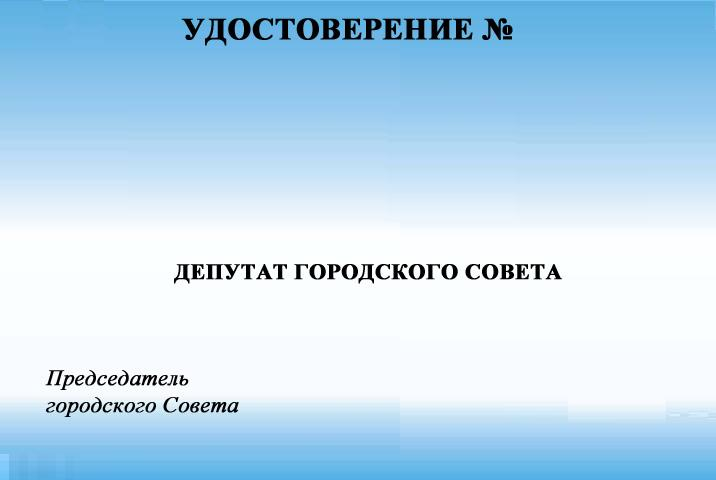 УДОСТОВЕРЕНИЕ №
ДЕПУТАТ ГОРОДСКОГО СОВЕТА
Председатель
городского Совета